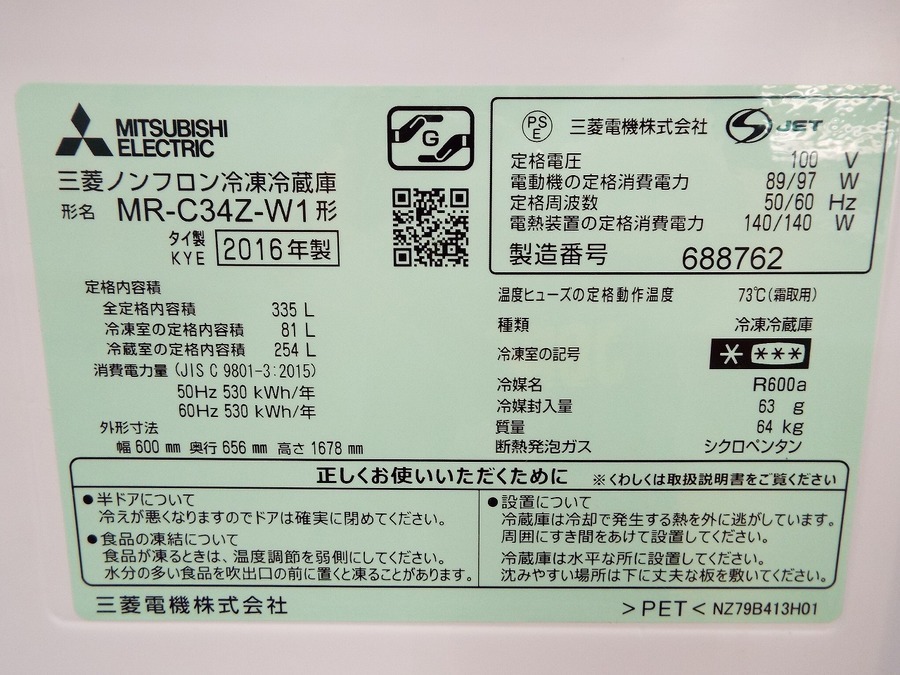 MITSUBISHI
ELECTRIC
三菱ノンフロン冷凍冷蔵庫
形名 MR-C34Z-W1形
タイ製
KYE 2016年製
G
PS
E
三菱電機株式会社 S JET
定格電圧 100 V
電動機の定格消費電力 89/97 W
定格周波数 50/60 Hz
電熱装置の定格消費電力 140/140 W
製造番号 688762
定格内容積
全定格内容積 335 L
冷凍室の定格内容積 81 L
冷蔵室の定格内容積 254 L
消費電力量 (JIS C 9801-3:2015)
50Hz 530 kWh/年
60Hz 530 kWh/年
外形寸法
幅 600 mm 奥行 656 mm 高さ 1678 mm
温度ヒューズの定格動作温度 73℃(霜取用)
種類 冷凍冷蔵庫
冷凍室の記号 * ***
冷媒名 R600a
冷媒封入量 63 g
質量 64 kg
断熱発泡ガス シクロペンタン
正しくお使いいただくために ※くわしくは取扱説明書をご覧ください
●半ドアについて
冷えが悪くなりますのでドアは確実に閉めてください。
●食品の凍結について
食品が凍るときは、温度調節を弱側にしてください。
水分の多い食品を吹出口の前に置くと凍ることがあります。
●設置について
冷蔵庫は冷却で発生する熱を外に逃がしています。
周囲にすき間をあけて設置してください。
冷蔵庫は水平な所に設置してください。
沈みやすい場所は下に丈夫な板を敷いてください。
三菱電機株式会社
>PET< NZ79B413H01